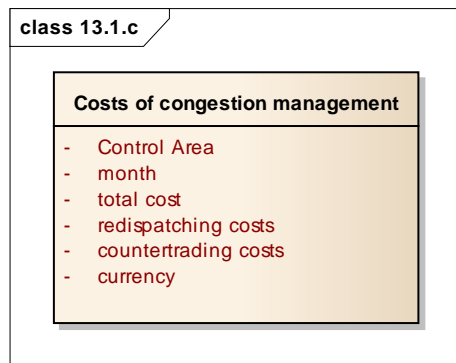 class 13.1.c
Costs of congestion management
- Control Area
- month
- total cost
- redispatching costs
- countertrading costs
- currency